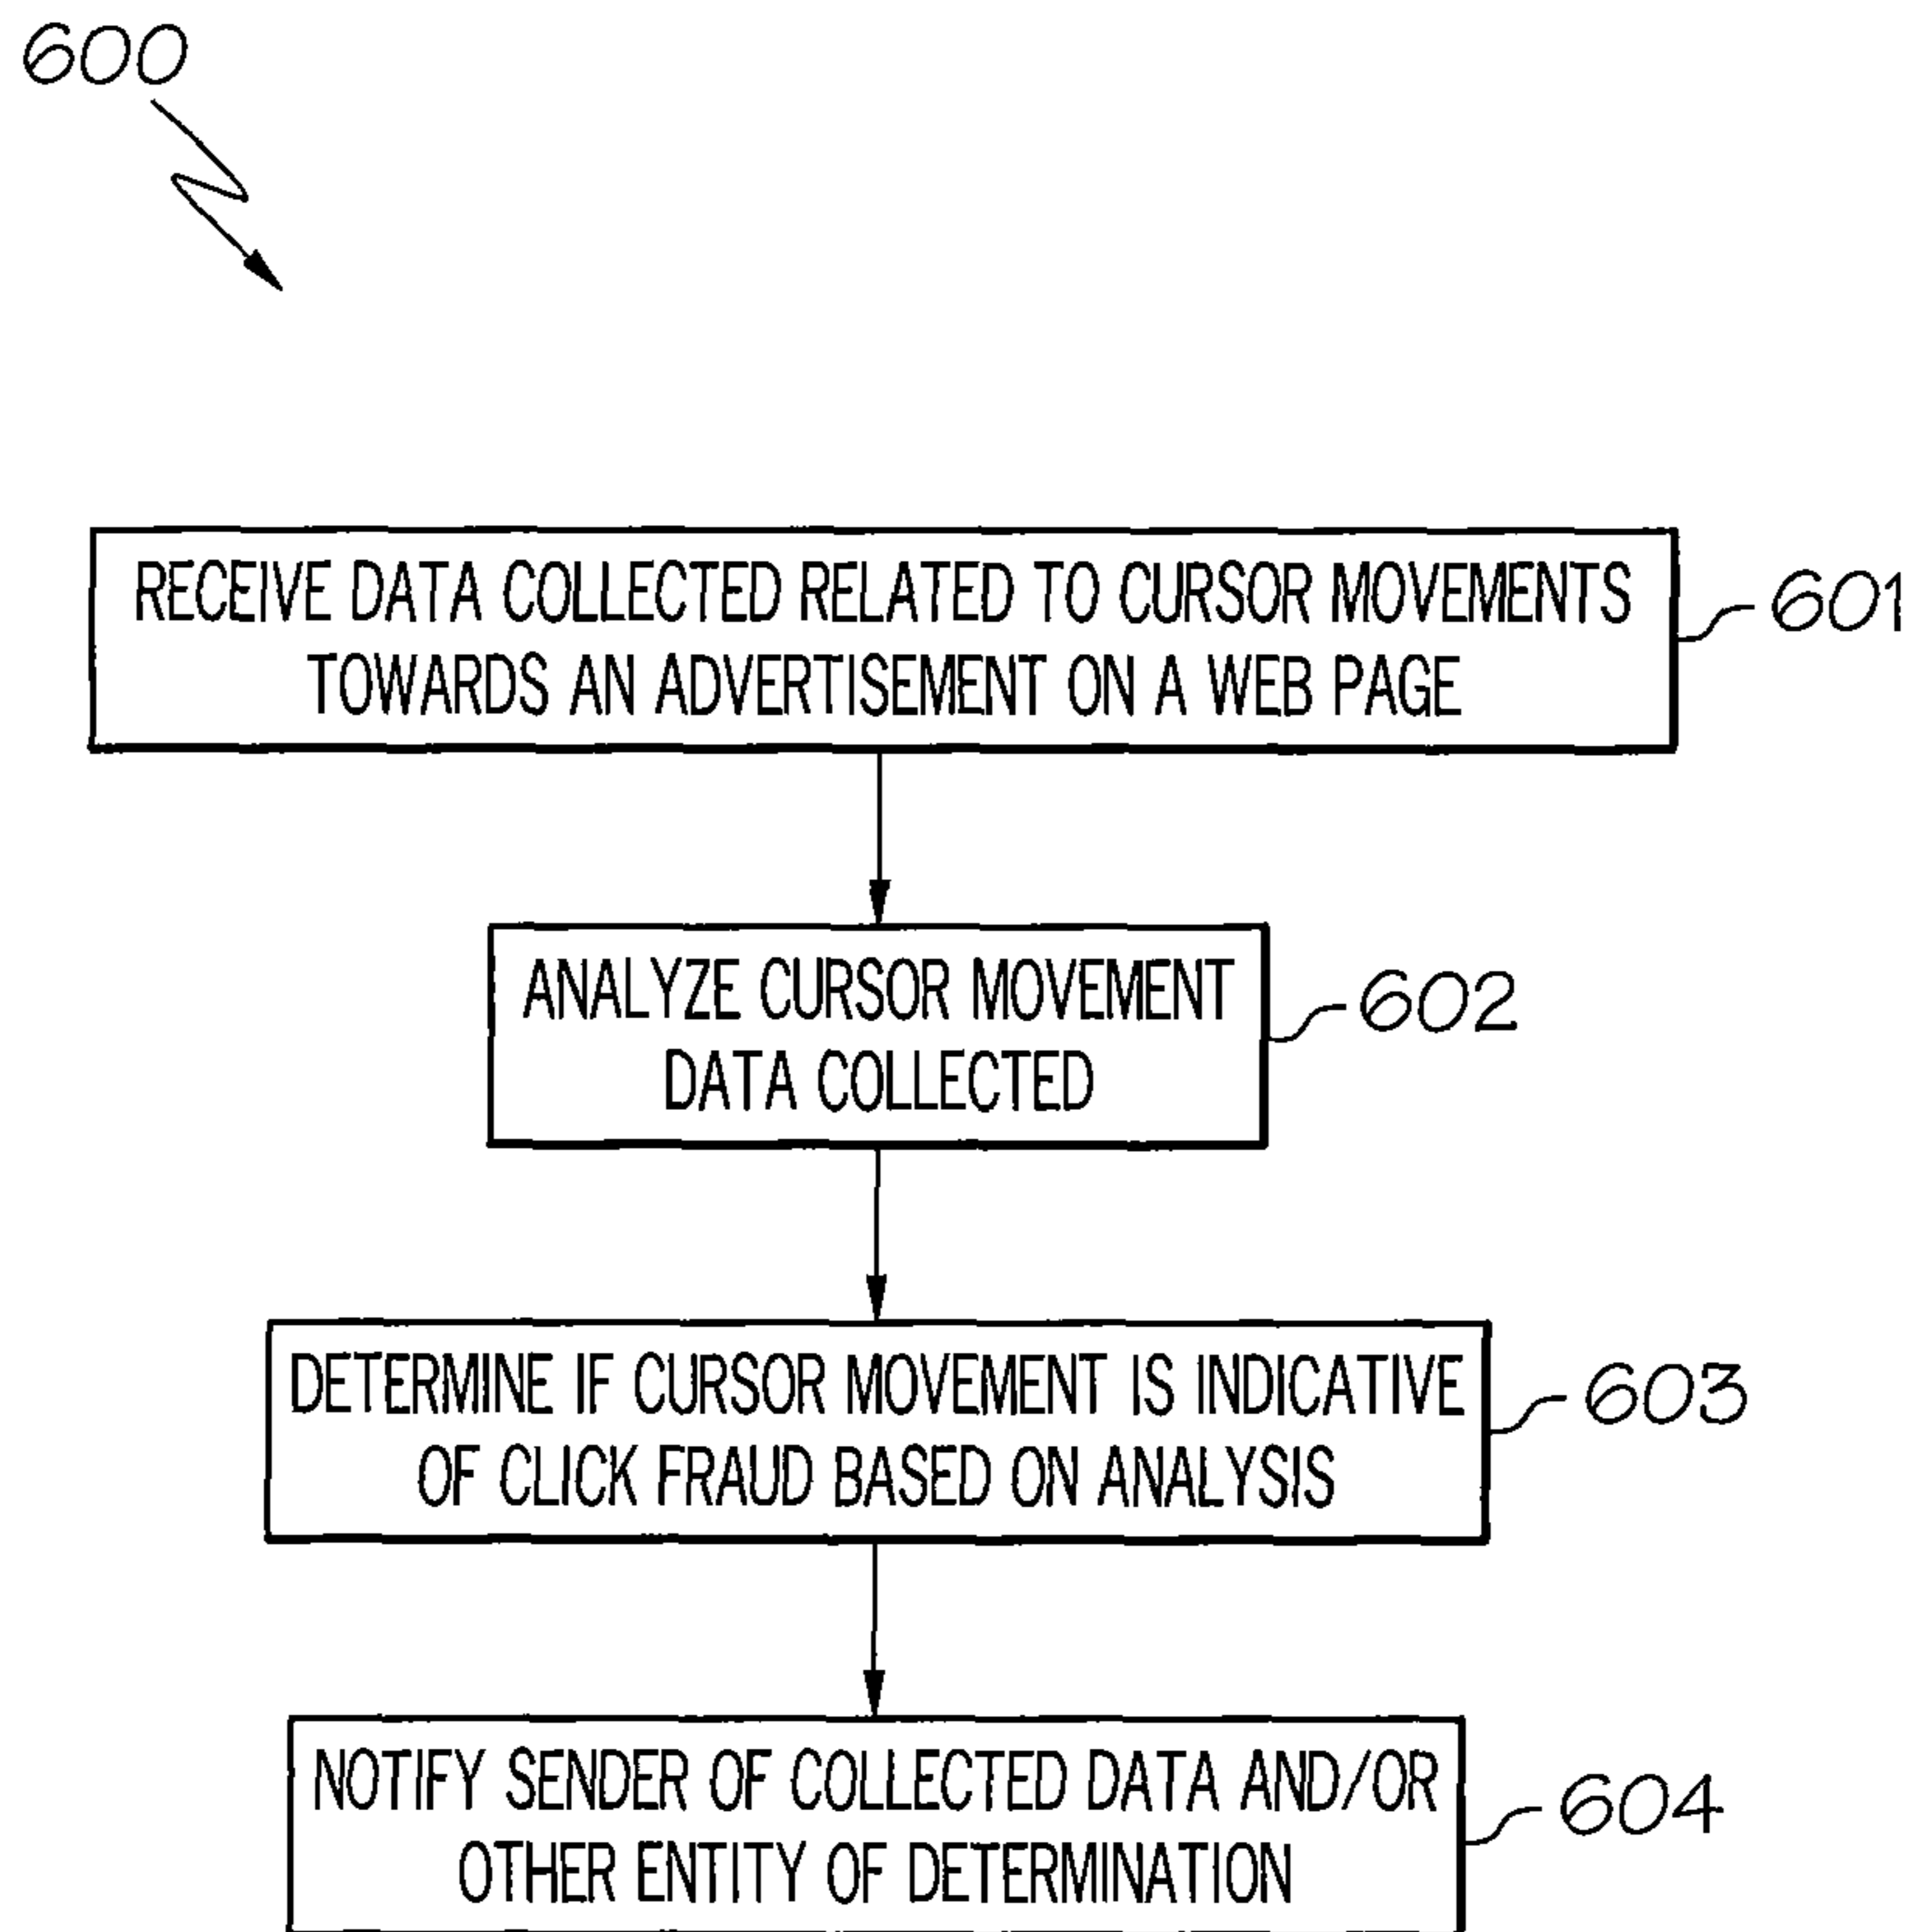 600
RECEIVE DATA COLLECTED RELATED TO CURSOR MOVEMENTS
TOWARDS AN ADVERTISEMENT ON A WEB PAGE
601
ANALYZE CURSOR MOVEMENT
DATA COLLECTED
602
DETERMINE IF CURSOR MOVEMENT IS INDICATIVE
OF CLICK FRAUD BASED ON ANALYSIS
603
NOTIFY SENDER OF COLLECTED DATA AND/OR
OTHER ENTITY OF DETERMINATION
604